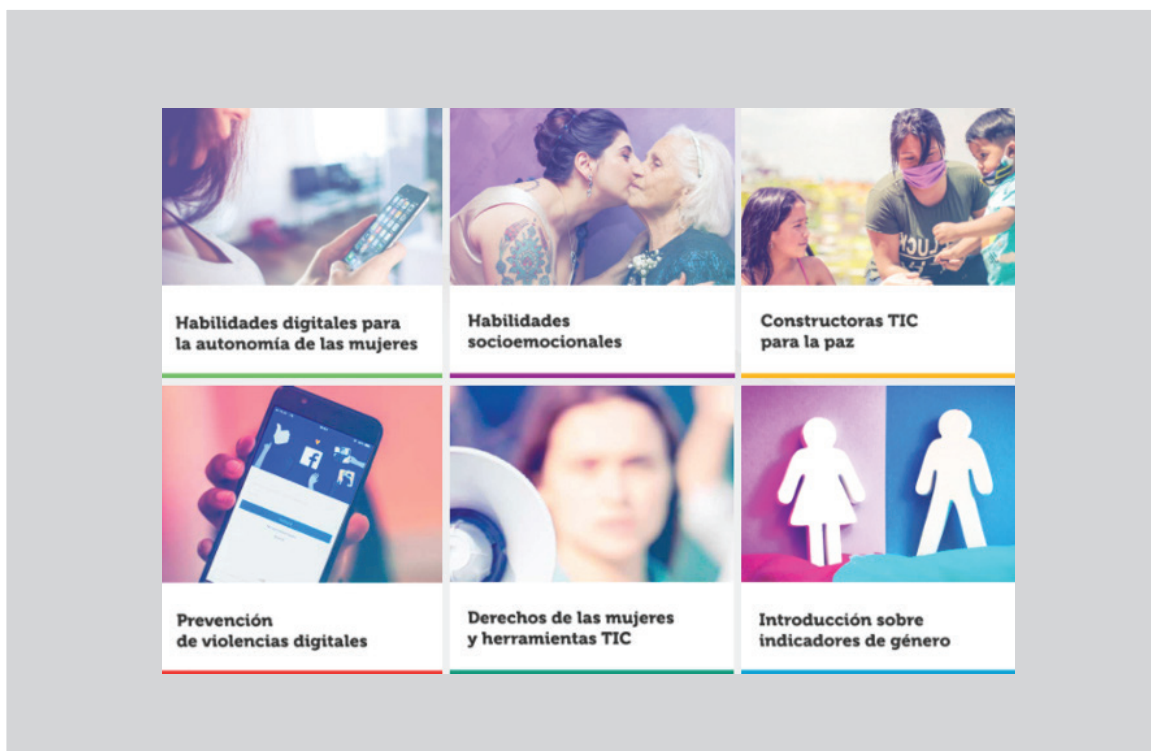 Habilidades digitales para
la autonomía de las mujeres
Habilidades
socioemocionales
Constructoras TIC
para la paz
LUCK
f
Prevención
de violencias digitales
Derechos de las mujeres
y herramientas TIC
Introducción sobre
indicadores de género